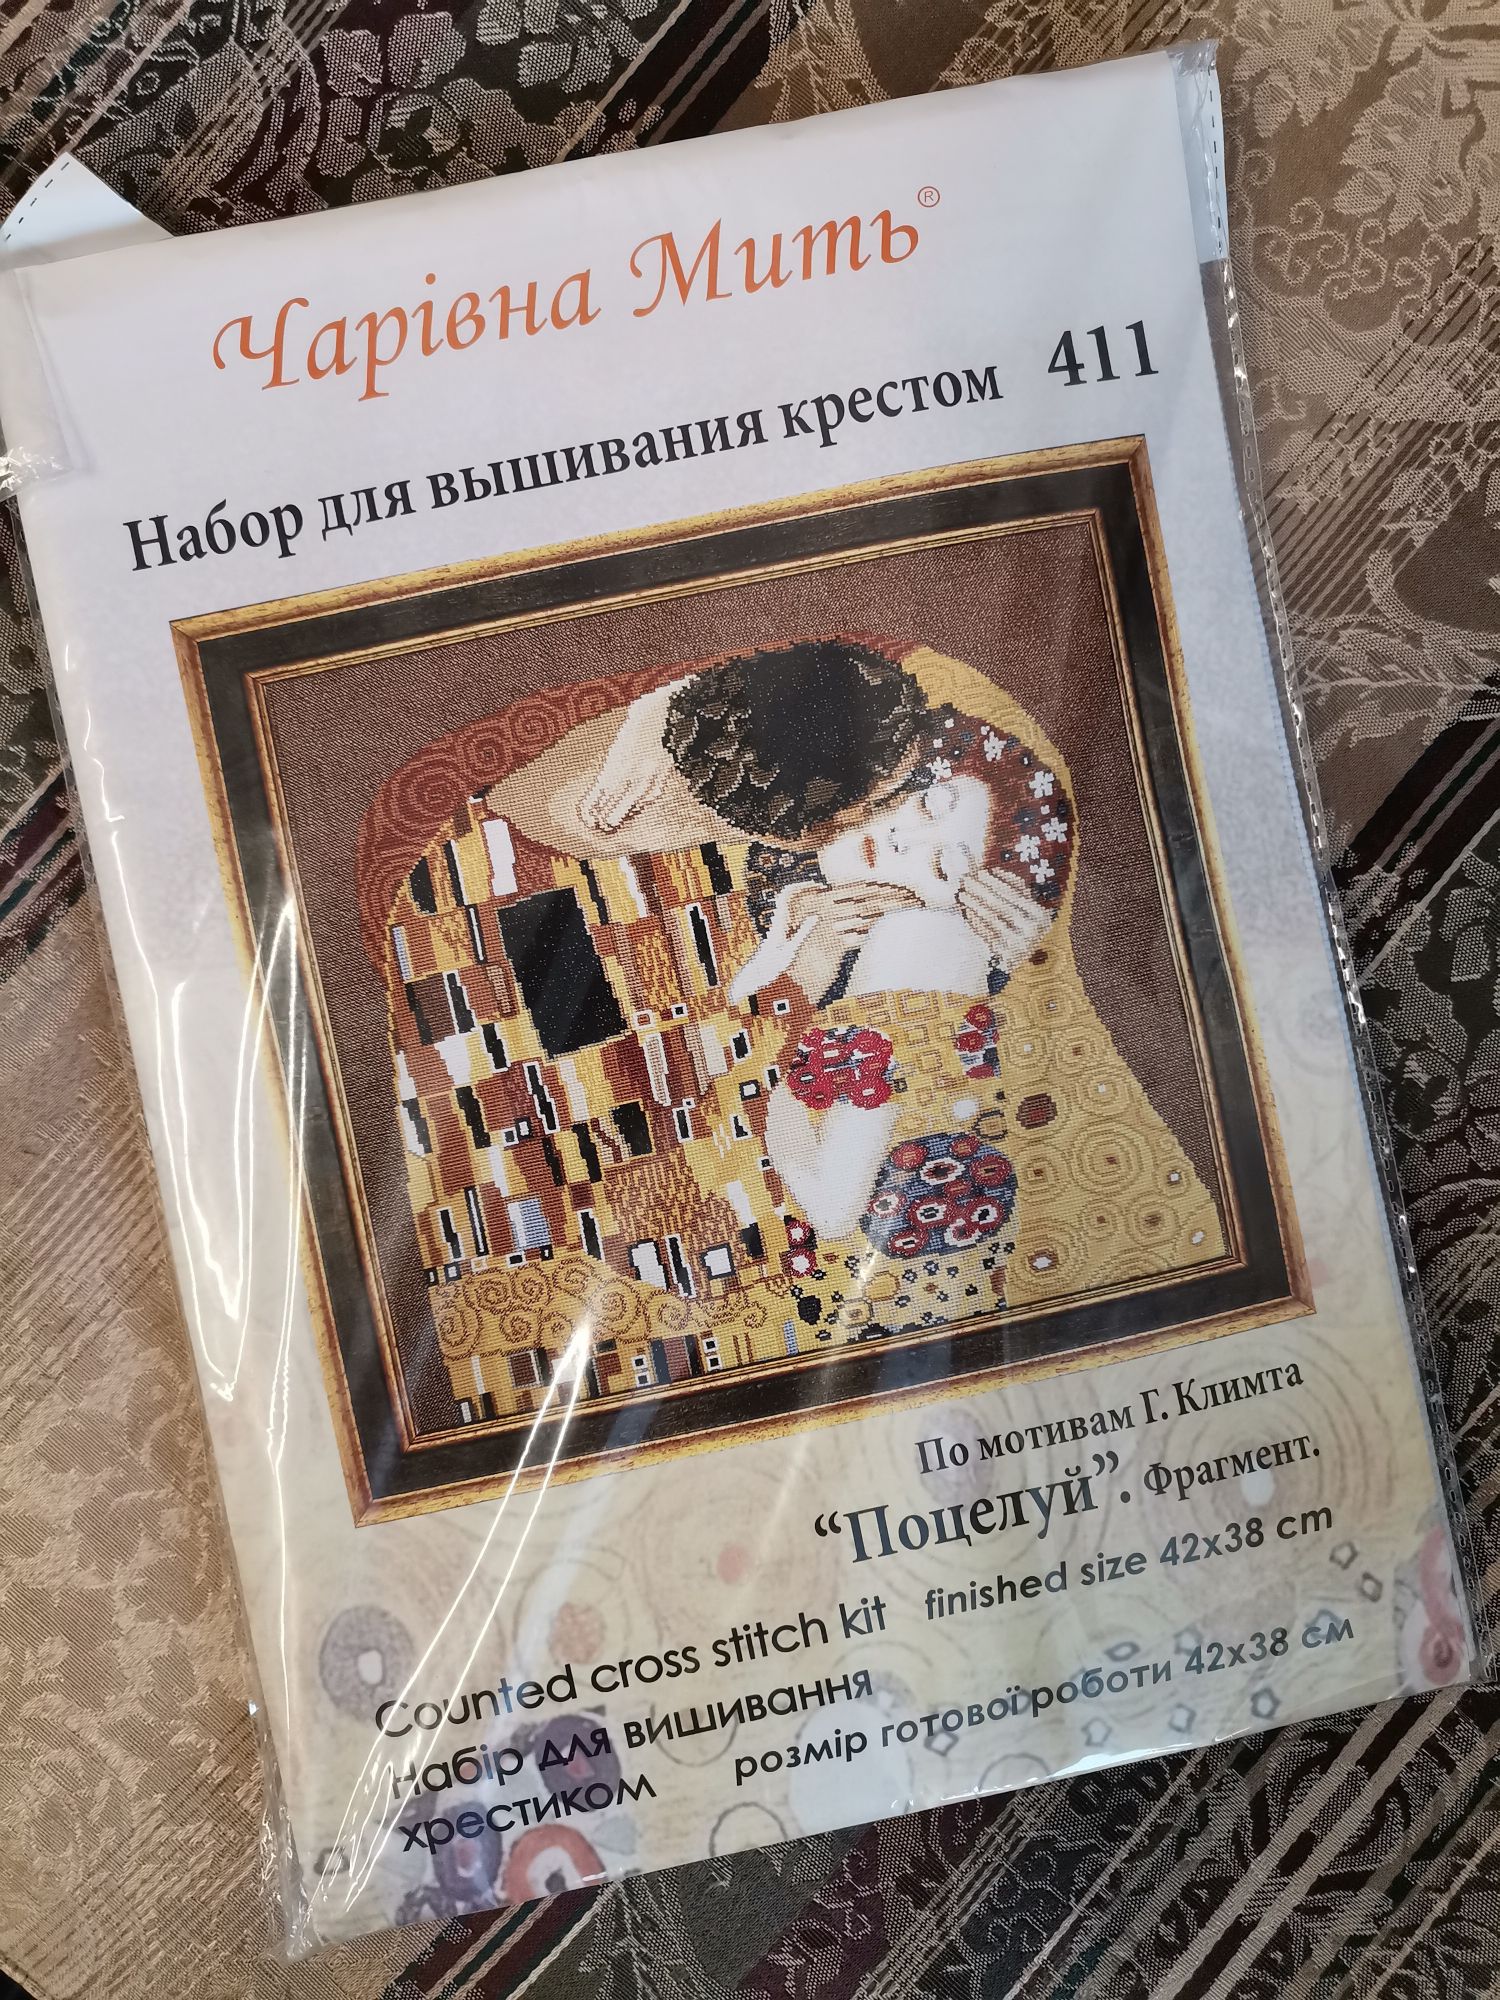 Чарівна Мить®
Набор для вышивания крестом 411
По мотивам Г. Климта
“Поцелуй”. Фрагмент.
Counted cross stitch kit finished size 42x38 cm
Набір для вишивання
хрестиком розмір готової роботи 42x38 см